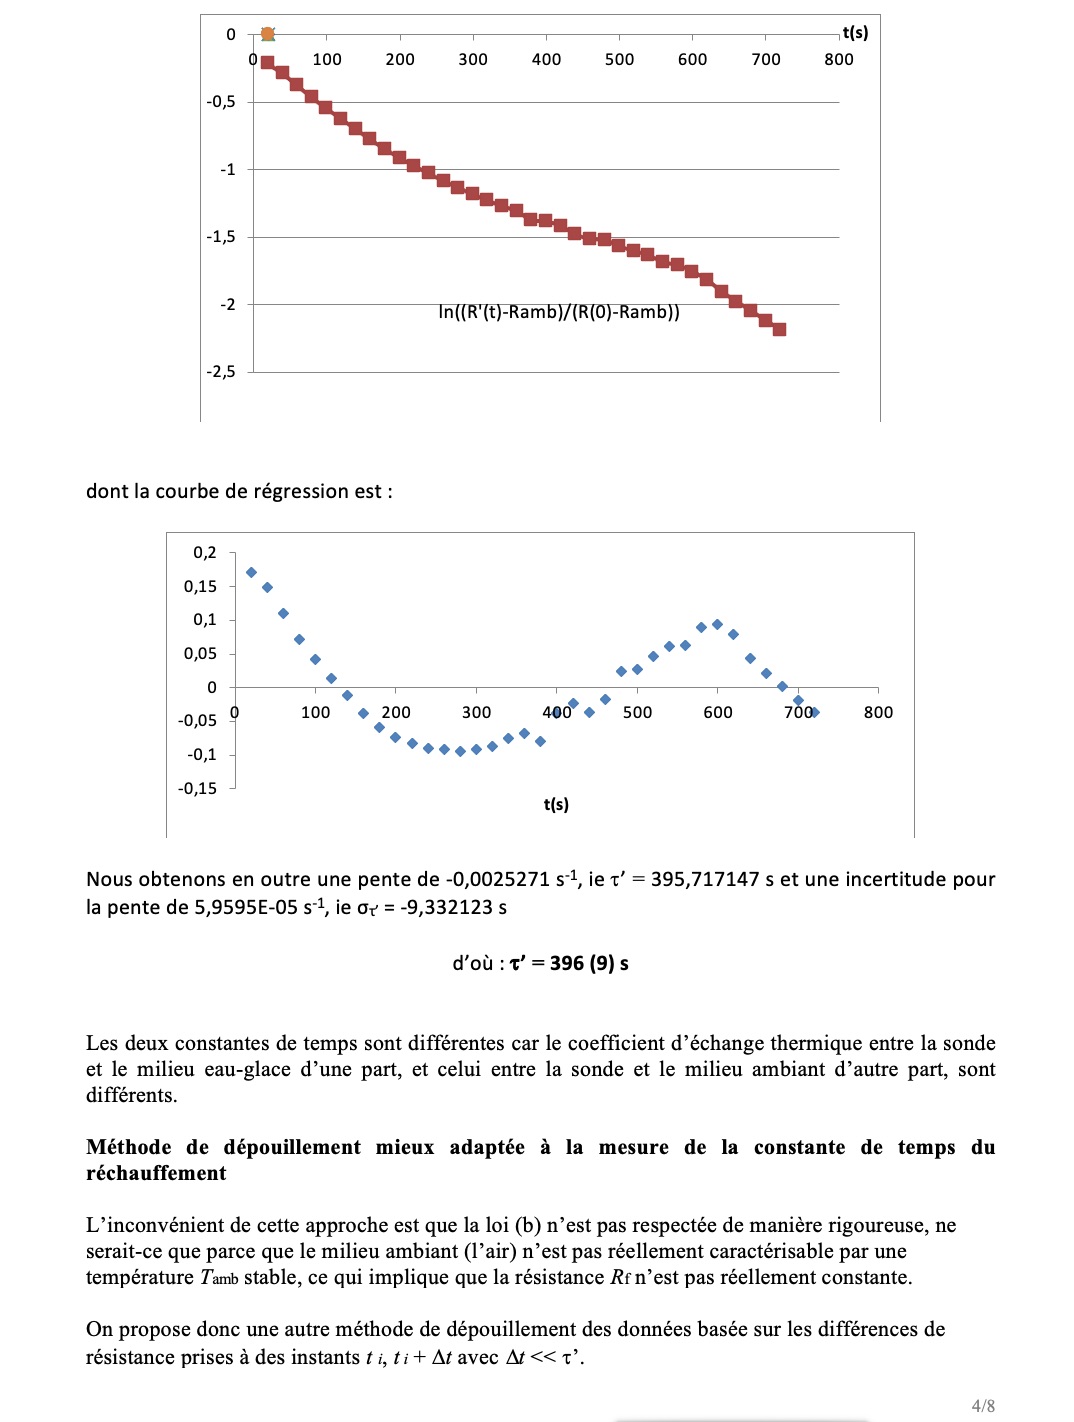 0
t(s)
0 100 200 300 400 500 600 700 800
-0,5
-1
-1,5
-2
ln((R'(t)-Ramb)/(R(0)-Ramb))
-2,5
dont la courbe de régression est :
0,2
0,15
0,1
0,05
0
0 100 200 300 400 500 600 700 800
-0,05
-0,1
-0,15
t(s)
Nous obtenons en outre une pente de -0,0025271 s-1, ie τ’ = 395,717147 s et une incertitude pour
la pente de 5,9595E-05 s-1, ie στ’ = -9,332123 s
d’où : τ’ = 396 (9) s
Les deux constantes de temps sont différentes car le coefficient d’échange thermique entre la sonde
et le milieu eau-glace d’une part, et celui entre la sonde et le milieu ambiant d’autre part, sont
différents.
Méthode de dépouillement mieux adaptée à la mesure de la constante de temps du
réchauffement
L’inconvénient de cette approche est que la loi (b) n’est pas respectée de manière rigoureuse, ne
serait-ce que parce que le milieu ambiant (l’air) n’est pas réellement caractérisable par une
température Tamb stable, ce qui implique que la résistance Rf n’est pas réellement constante.
On propose donc une autre méthode de dépouillement des données basée sur les différences de
résistance prises à des instants t i, t i + Δt avec Δt << τ’.
4/8